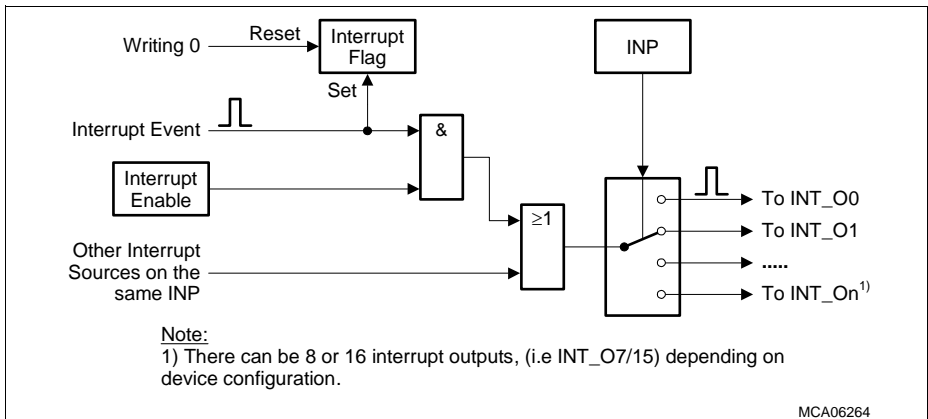 Writing 0
Reset
Interrupt
Flag
INP
Set
Interrupt Event
&
Interrupt
Enable
≥1
To INT_O0
To INT_O1
.....
To INT_On1)
Other Interrupt
Sources on the
same INP
Note:
1) There can be 8 or 16 interrupt outputs, (i.e INT_O7/15) depending on
device configuration.
MCA06264